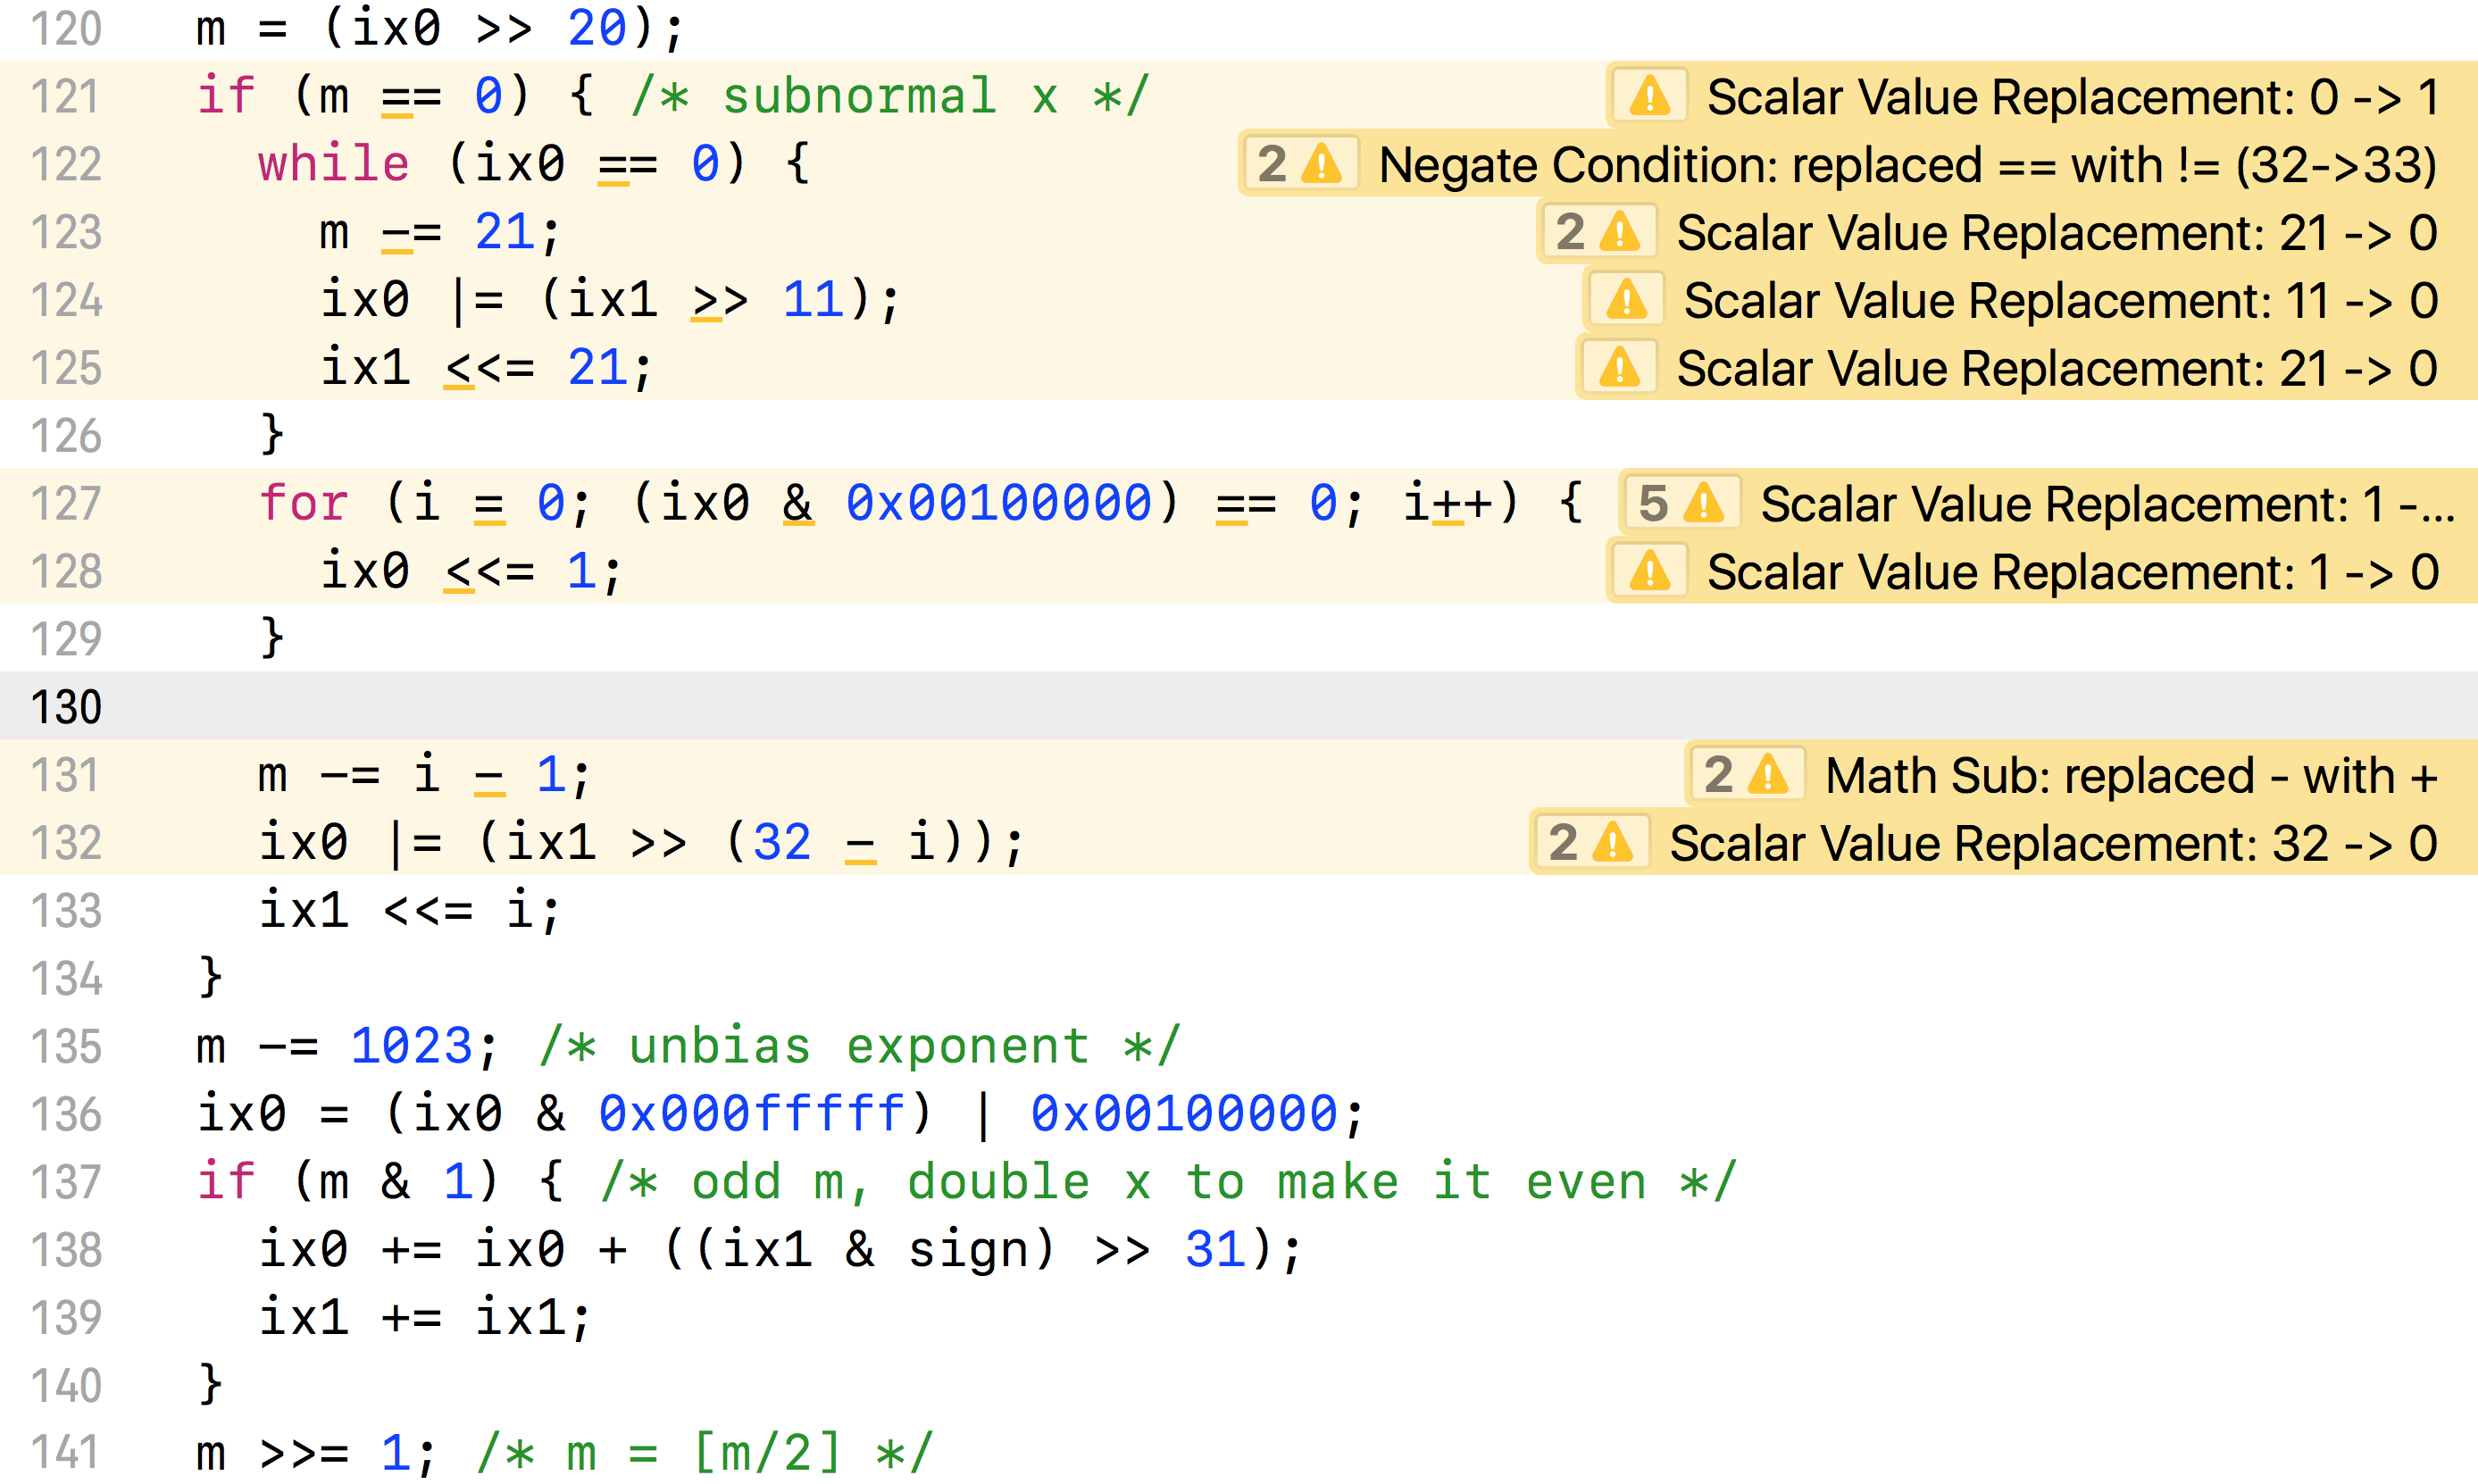 120 m = (ix0 >> 20);
121 if (m == 0) { /* subnormal x */ Scalar Value Replacement: 0 -> 1
122 while (ix0 == 0) { 2 Negate Condition: replaced == with != (32->33)
123 m -= 21; 2 Scalar Value Replacement: 21 -> 0
124 ix0 |= (ix1 >> 11); Scalar Value Replacement: 11 -> 0
125 ix1 <<= 21; Scalar Value Replacement: 21 -> 0
126 }
127 for (i = 0; (ix0 & 0x00100000) == 0; i++) { 5 Scalar Value Replacement: 1 -...
128 ix0 <<= 1; Scalar Value Replacement: 1 -> 0
129 }
130
131 m -= i - 1; 2 Math Sub: replaced - with +
132 ix0 |= (ix1 >> (32 - i)); 2 Scalar Value Replacement: 32 -> 0
133 ix1 <<= i;
134 }
135 m -= 1023; /* unbias exponent */
136 ix0 = (ix0 & 0x000fffff) | 0x00100000;
137 if (m & 1) { /* odd m, double x to make it even */
138 ix0 += ix0 + ((ix1 & sign) >> 31);
139 ix1 += ix1;
140 }
141 m >>= 1; /* m = [m/2] */